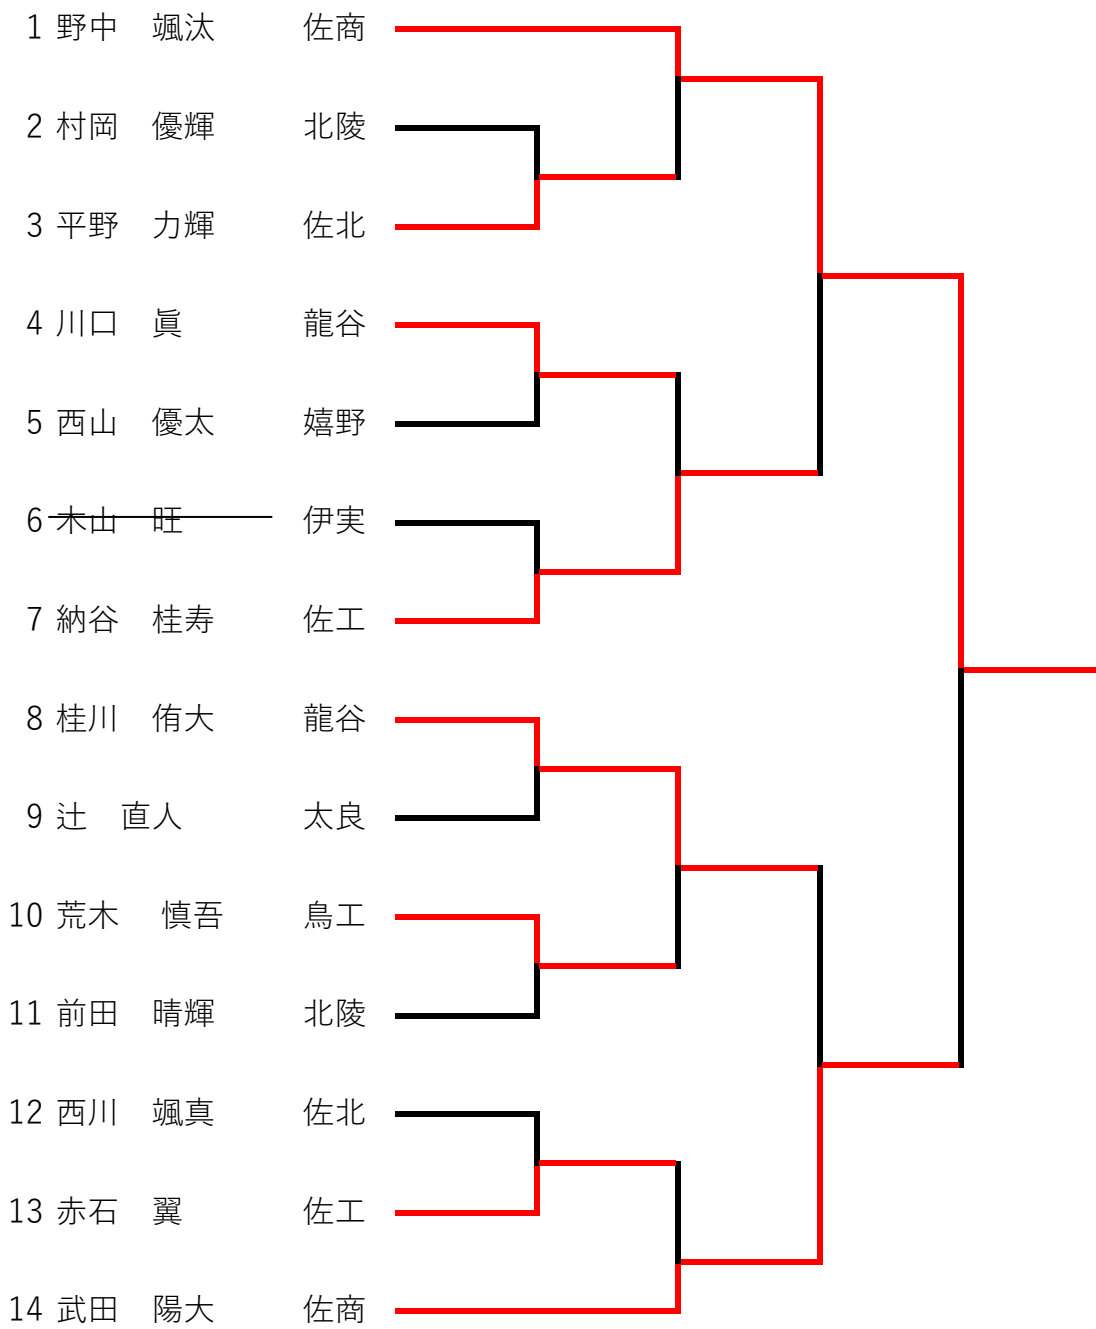 1 野中　颯汰　佐商
2 村岡　優輝　北陵
3 平野　力輝　佐北
4 川口　眞　龍谷
5 西山　優太　嬉野
6 木山　旺　伊実
7 納谷　桂寿　佐工
8 桂川　侑大　龍谷
9 辻　直人　太良
10 荒木　慎吾　鳥工
11 前田　晴輝　北陵
12 西川　颯真　佐北
13 赤石　翼　佐工
14 武田　陽大　佐商